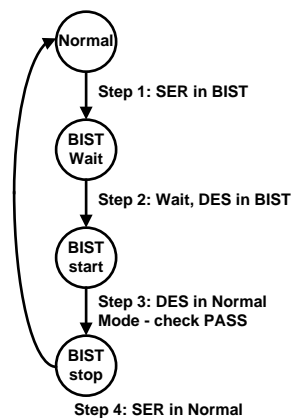 Normal
Step 1: SER in BIST
BIST
Wait
Step 2: Wait, DES in BIST
BIST
start
Step 3: DES in Normal
Mode - check PASS
BIST
stop
Step 4: SER in Normal